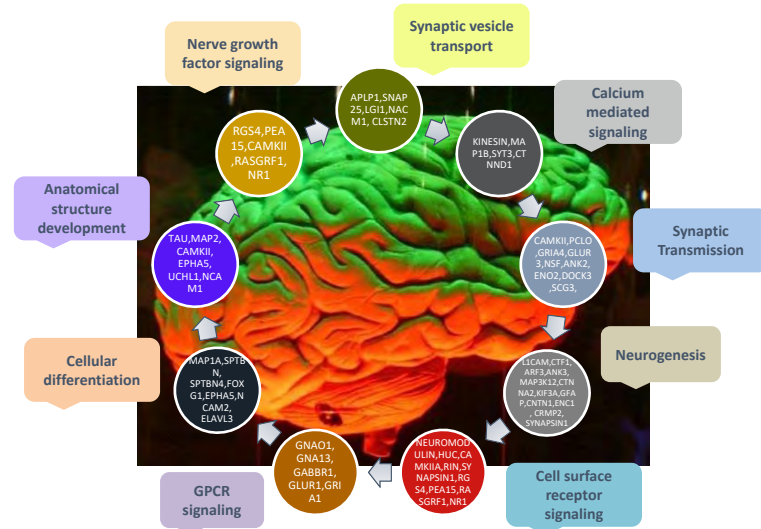 Synaptic vesicle
transport
Nerve growth
factor signaling
Calcium
mediated
signaling
APLP1,SNAP
25,LGI1,NAC
M1, CLSTN2
RGS4,PEA
15,CAMKII
,RASGRF1,
NR1
KINESIN,MA
P1B,SYT3,CT
NND1
Anatomical
structure
development
TAU,MAP2,
CAMKII,
EPHA5,
UCHL1,NCA
M1
CAMKII,PCLO
,GRIA4,GLUR
3,NSF,ANK2,
ENO2,DOCK3
,SCG3,
Synaptic
Transmission
Cellular
differentiation
MAP1A,SPTB
N,
SPTBN4,FOX
G1,EPHA5,N
CAM2,
ELAVL3
L1CAM,CTF1,
ARF3,ANK3,
MAP3K12,CTN
NA2,KIF3A,GFA
P,CNTN1,ENC1
, CRMP2,
SYNAPSIN1
Neurogenesis
GPCR
signaling
GNAO1,
GNA13,
GABBR1,
GLUR1,GRI
A1
NEUROMOD
ULIN,HUC,CA
MKIIA,RIN,SY
NAPSIN1,RG
S4,PEA15,RA
SGRF1,NR1
Cell surface
receptor
signaling